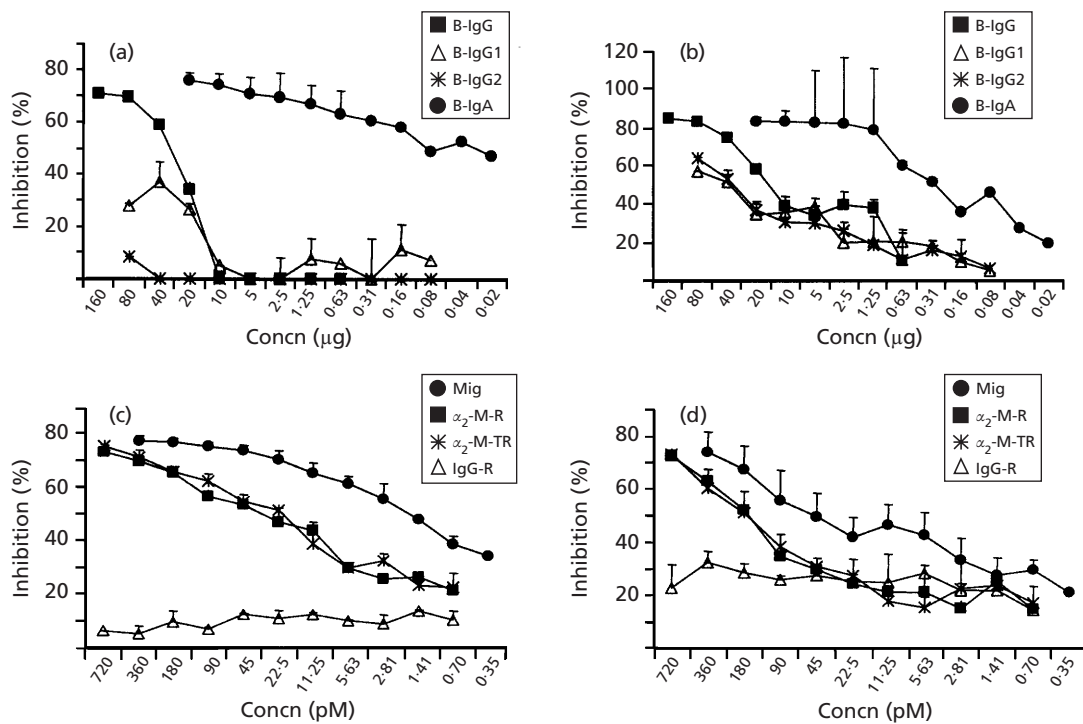 (a)
B-IgG
B-IgG1
B-IgG2
B-IgA
Inhibition (%)
80
60
40
20
160 80 40 20 10 5 2·5 1·25 0·63 0·31 0·16 0·08 0·04 0·02
Concn (μg)
(b)
B-IgG
B-IgG1
B-IgG2
B-IgA
Inhibition (%)
120
100
80
60
40
20
160 80 40 20 10 5 2·5 1·25 0·63 0·31 0·16 0·08 0·04 0·02
Concn (μg)
(c)
Mig
α2-M-R
α2-M-TR
IgG-R
Inhibition (%)
80
60
40
20
720 360 180 90 45 22·5 11·25 5·63 2·81 1·41 0·70 0·35
Concn (pM)
(d)
Mig
α2-M-R
α2-M-TR
IgG-R
Inhibition (%)
80
60
40
20
720 360 180 90 45 22·5 11·25 5·63 2·81 1·41 0·70 0·35
Concn (pM)